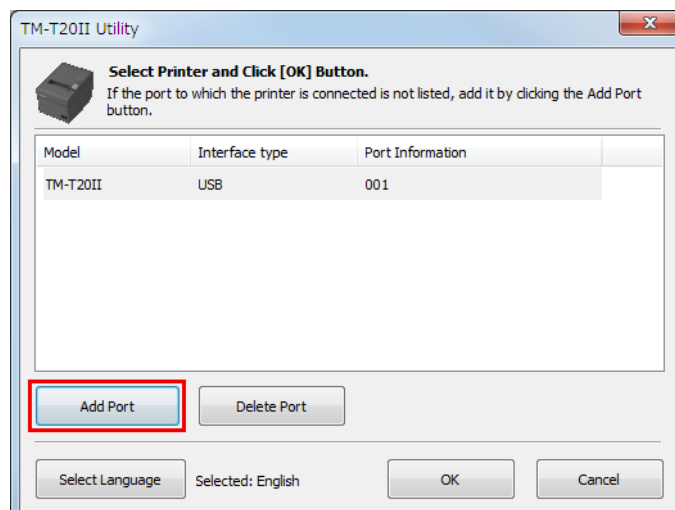 TM-T20II Utility
Select Printer and Click [OK] Button.
If the port to which the printer is connected is not listed, add it by clicking the Add Port
button.
Model Interface type Port Information
TM-T20II USB 001
Add Port Delete Port
Select Language Selected: English OK Cancel